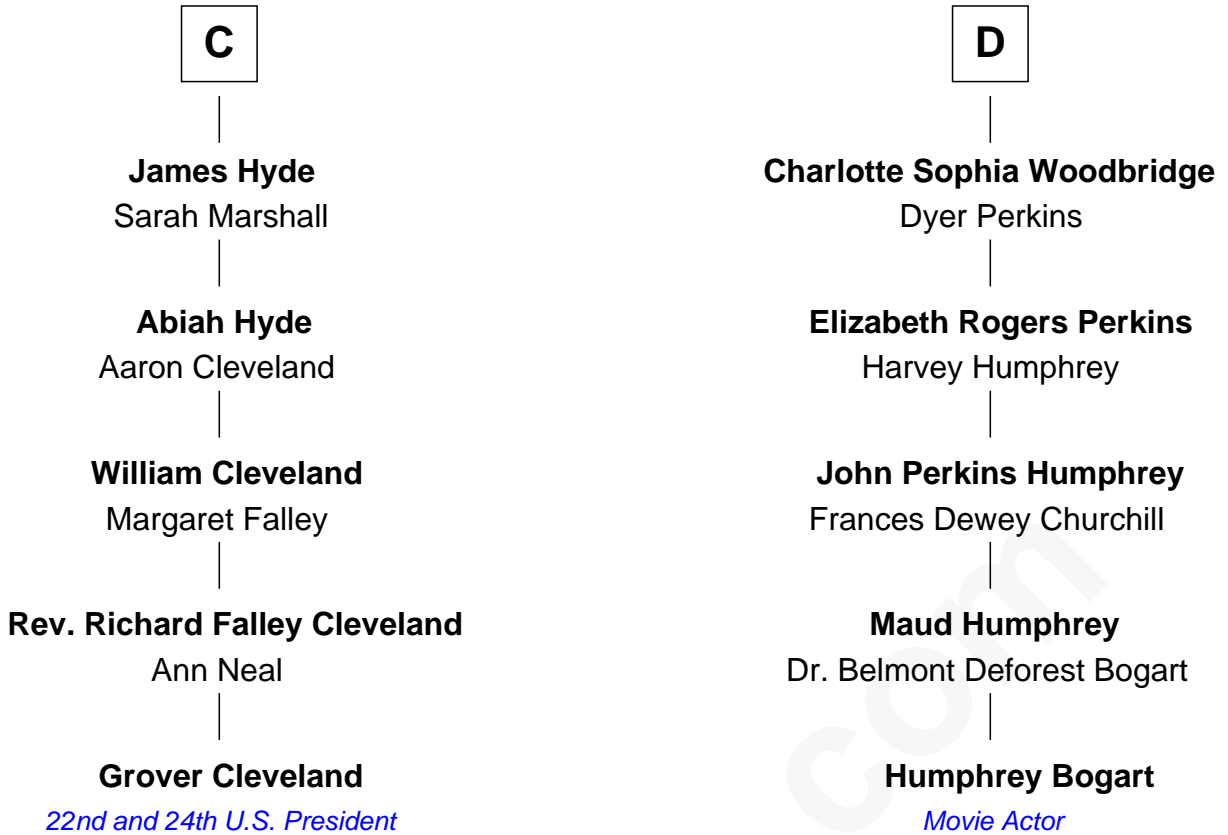 C
James Hyde
Sarah Marshall
Abiah Hyde
Aaron Cleveland
William Cleveland
Margaret Falley
Rev. Richard Falley Cleveland
Ann Neal
Grover Cleveland
22nd and 24th U.S. President
D
Charlotte Sophia Woodbridge
Dyer Perkins
Elizabeth Rogers Perkins
Harvey Humphrey
John Perkins Humphrey
Frances Dewey Churchill
Maud Humphrey
Dr. Belmont Deforest Bogart
Humphrey Bogart
Movie Actor
com